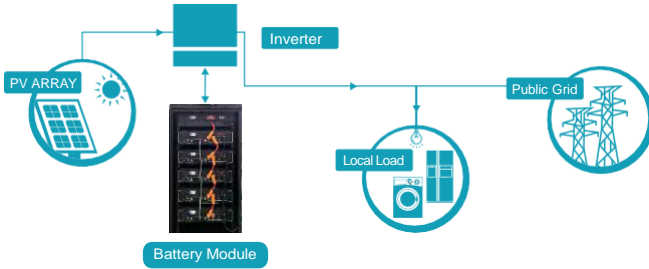 Inverter
PV ARRAY
Public Grid
Local Load
Battery Module